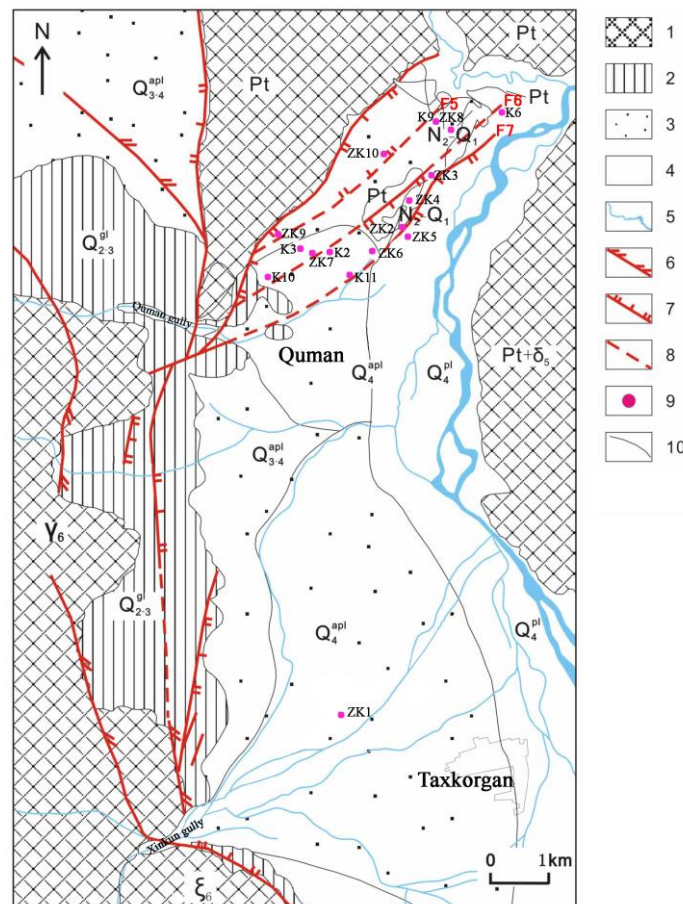 N
Q₃₋₄ᵃᵖˡ
Pt
Pt
1
2
3
4
5
6
7
8
9
10
Pt
F5
F6
K9
ZK8
K6
N₂-Q₁
F7
ZK10
ZK3
Pt
ZK4
N₂-Q₁
ZK2
ZK5
ZK9
K3
ZK7
K2
ZK6
K10
K11
Q₂₋₃ᵍˡ
Quman gully
Quman
Pt+δ₅
Q₄ᵃᵖˡ
Q₄ᵖˡ
Q₃₋₄ᵃᵖˡ
γ₆
Q₂₋₃ᵍˡ
Q₄ᵃᵖˡ
Q₄ᵖˡ
ZK1
Taxkorgan
Xinkun gully
0 1km
ξ₆